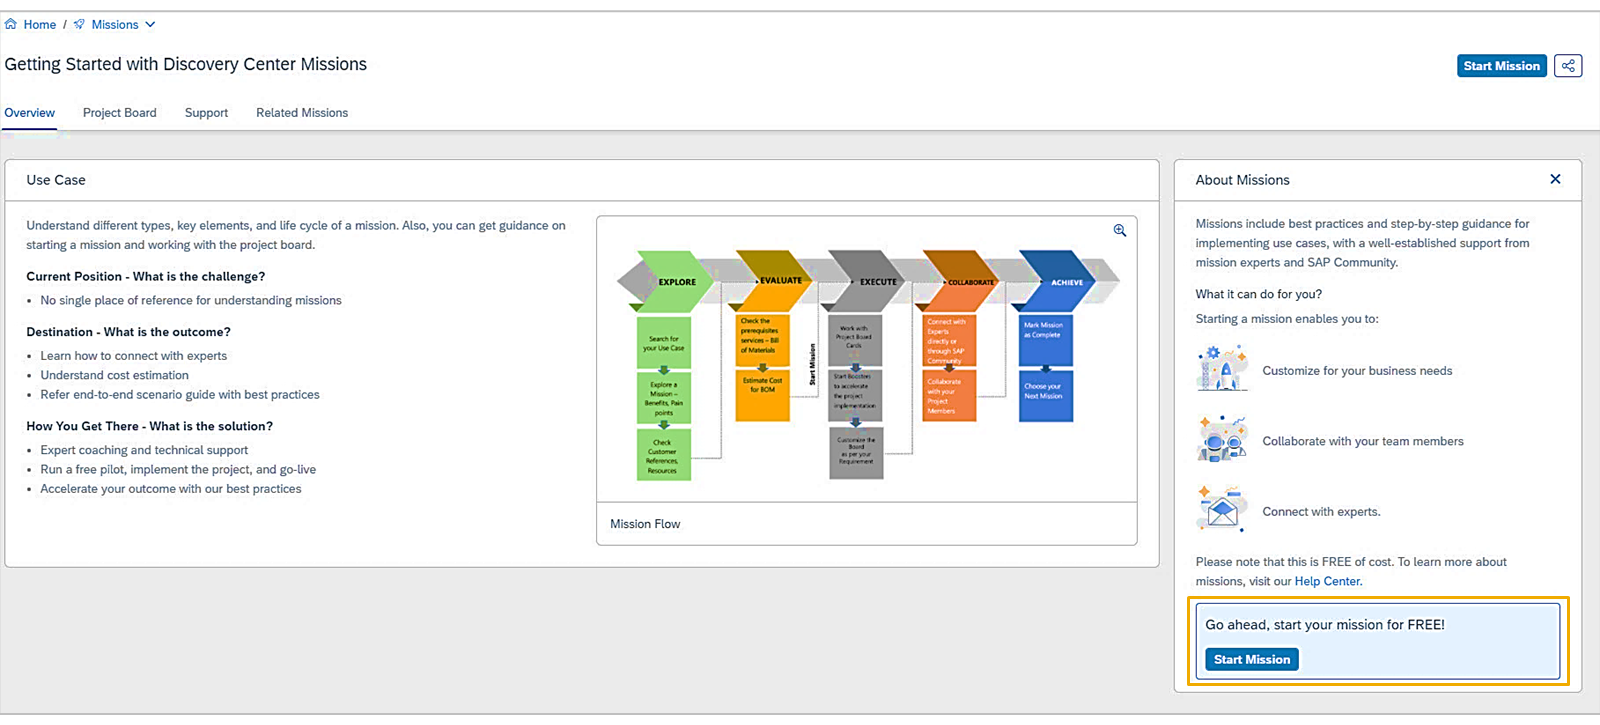 Home / Missions
Getting Started with Discovery Center Missions
Start Mission
Overview Project Board Support Related Missions
Use Case
Understand different types, key elements, and life cycle of a mission. Also, you can get guidance on
starting a mission and working with the project board.
Current Position - What is the challenge?
• No single place of reference for understanding missions
Destination - What is the outcome?
• Learn how to connect with experts
• Understand cost estimation
• Refer end-to-end scenario guide with best practices
How You Get There - What is the solution?
• Expert coaching and technical support
• Run a free pilot, implement the project, and go-live
• Accelerate your outcome with our best practices
EXPLORE
Search for
your Use Case
Explore a
Mission –
Benefits, Pain
points
Check
Customer
References,
Resources
EVALUATE
Check the
prerequisites
services – Bill
of Materials
Estimate Cost
for BOM
Start Mission
EXECUTE
Work with
Project Board
Cards
Start Boosters
to accelerate
the project
implementation
Customize the
Board
as per your
Requirement
COLLABORATE
Connect with
Experts
directly or
through SAP
Community
Collaborate
with your
Project
Members
ACHIEVE
Mark Mission
as Complete
Choose your
Next Mission
Mission Flow
About Missions
Missions include best practices and step-by-step guidance for
implementing use cases, with a well-established support from
mission experts and SAP Community.
What it can do for you?
Starting a mission enables you to:
Customize for your business needs
Collaborate with your team members
Connect with experts.
Please note that this is FREE of cost. To learn more about
missions, visit our Help Center.
Go ahead, start your mission for FREE!
Start Mission